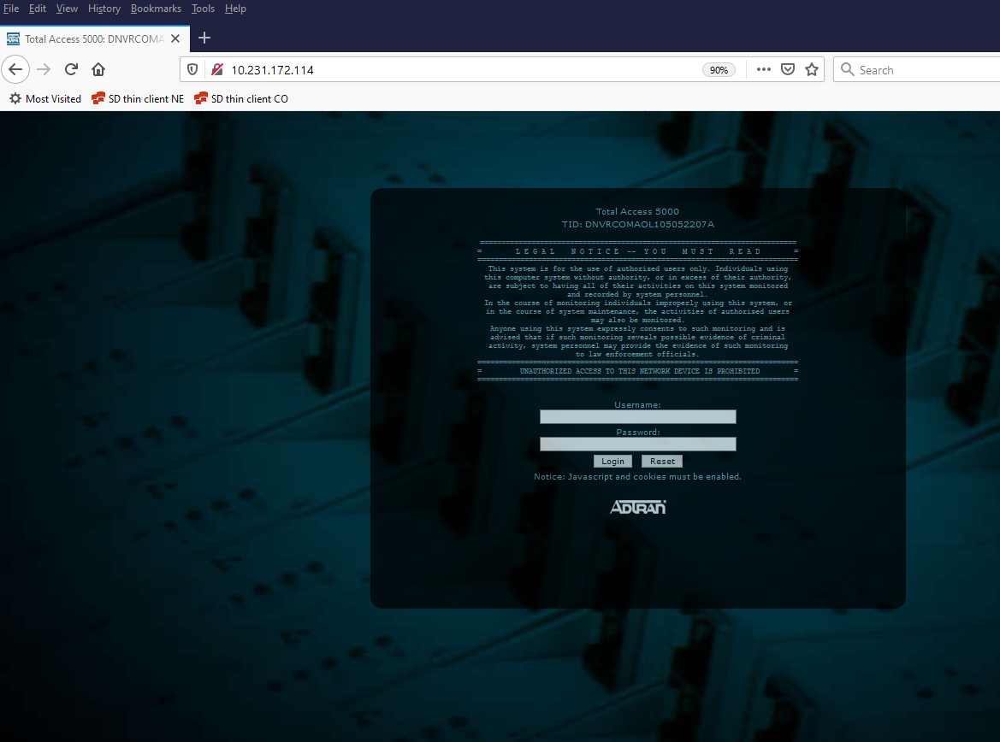 File Edit View History Bookmarks Tools Help
Total Access 5000: DNVRCOMA
10.231.172.114
90%
Search
Most Visited SD thin client NE SD thin client CO
Total Access 5000
TID: DNVRCOMAOL105052207A
=========================================================================
= L E G A L   N O T I C E -- Y O U   M U S T   R E A D =
=========================================================================
This system is for the use of authorized users only. Individuals using
this computer system without authority, or in excess of their authority,
are subject to having all of their activities on this system monitored
and recorded by system personnel.
In the course of monitoring individuals improperly using this system, or
in the course of system maintenance, the activities of authorized users
may also be monitored.
Anyone using this system expressly consents to such monitoring and is
advised that if such monitoring reveals possible evidence of criminal
activity, system personnel may provide the evidence of such monitoring
to law enforcement officials.
=========================================================================
= UNAUTHORIZED ACCESS TO THIS NETWORK DEVICE IS PROHIBITED =
=========================================================================
Username:
Password:
Login Reset
Notice: Javascript and cookies must be enabled.
ADTRAN